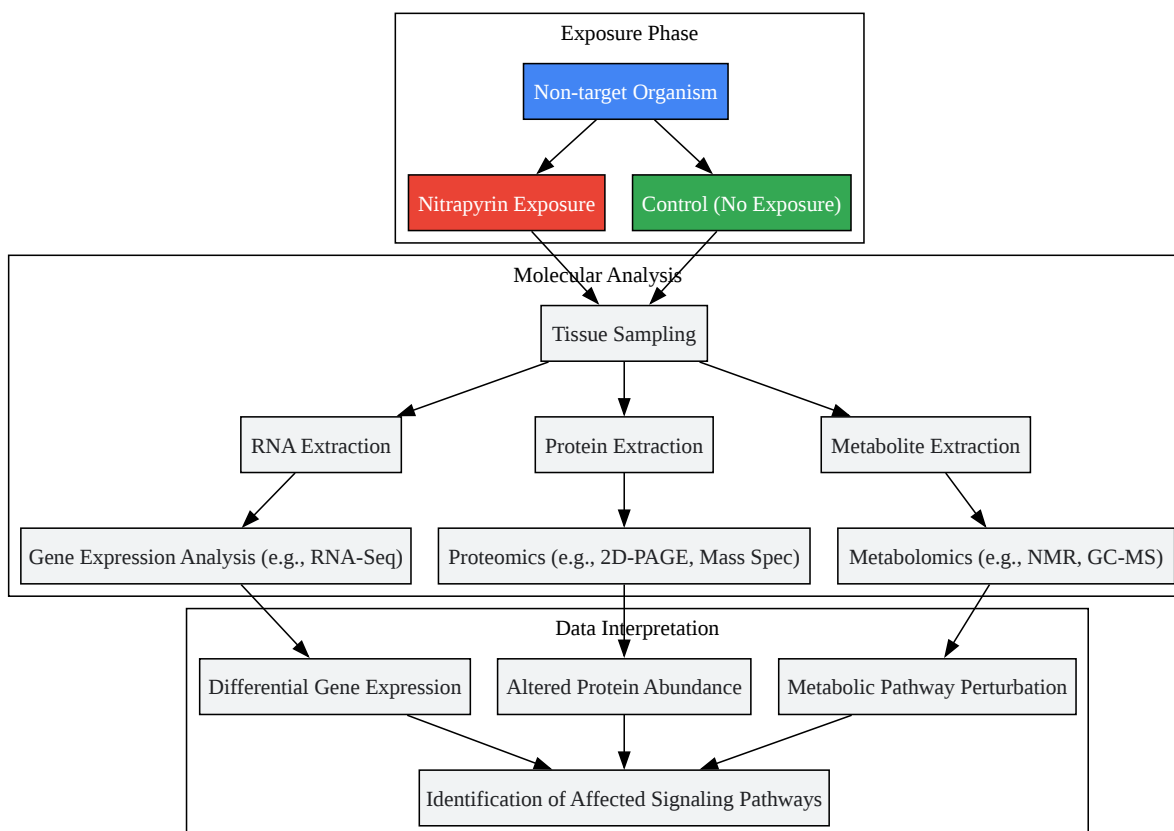 Exposure Phase
Non-target Organism
Nitrapyrin Exposure
Control (No Exposure)
Molecular Analysis
Tissue Sampling
RNA Extraction
Protein Extraction
Metabolite Extraction
Gene Expression Analysis (e.g., RNA-Seq)
Proteomics (e.g., 2D-PAGE, Mass Spec)
Metabolomics (e.g., NMR, GC-MS)
Data Interpretation
Differential Gene Expression
Altered Protein Abundance
Metabolic Pathway Perturbation
Identification of Affected Signaling Pathways